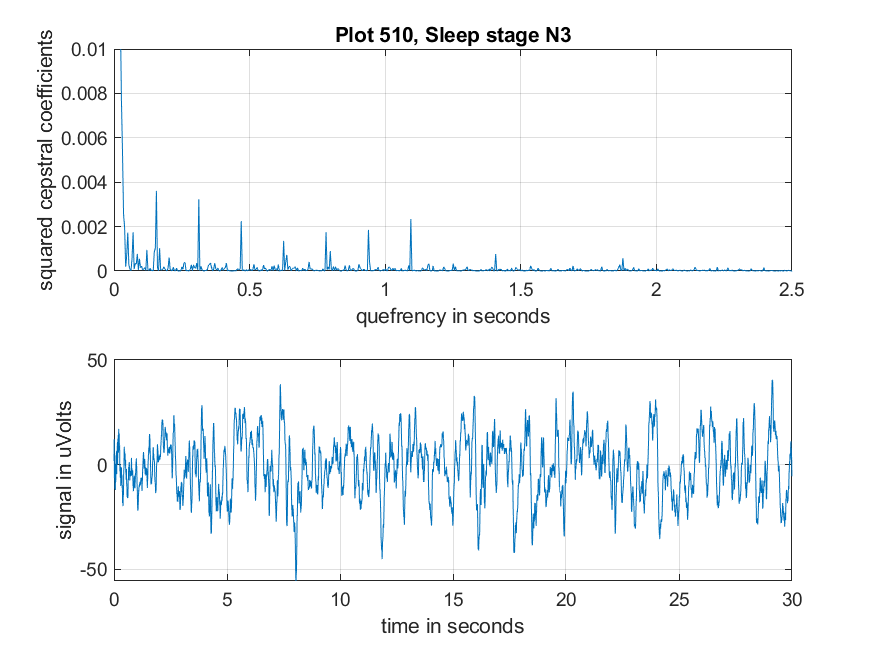 Plot 510, Sleep stage N3
squared cepstral coefficients
0.01
0.008
0.006
0.004
0.002
0
0 0.5 1 1.5 2 2.5
quefrency in seconds
signal in uVolts
50
0
-50
0 5 10 15 20 25 30
time in seconds